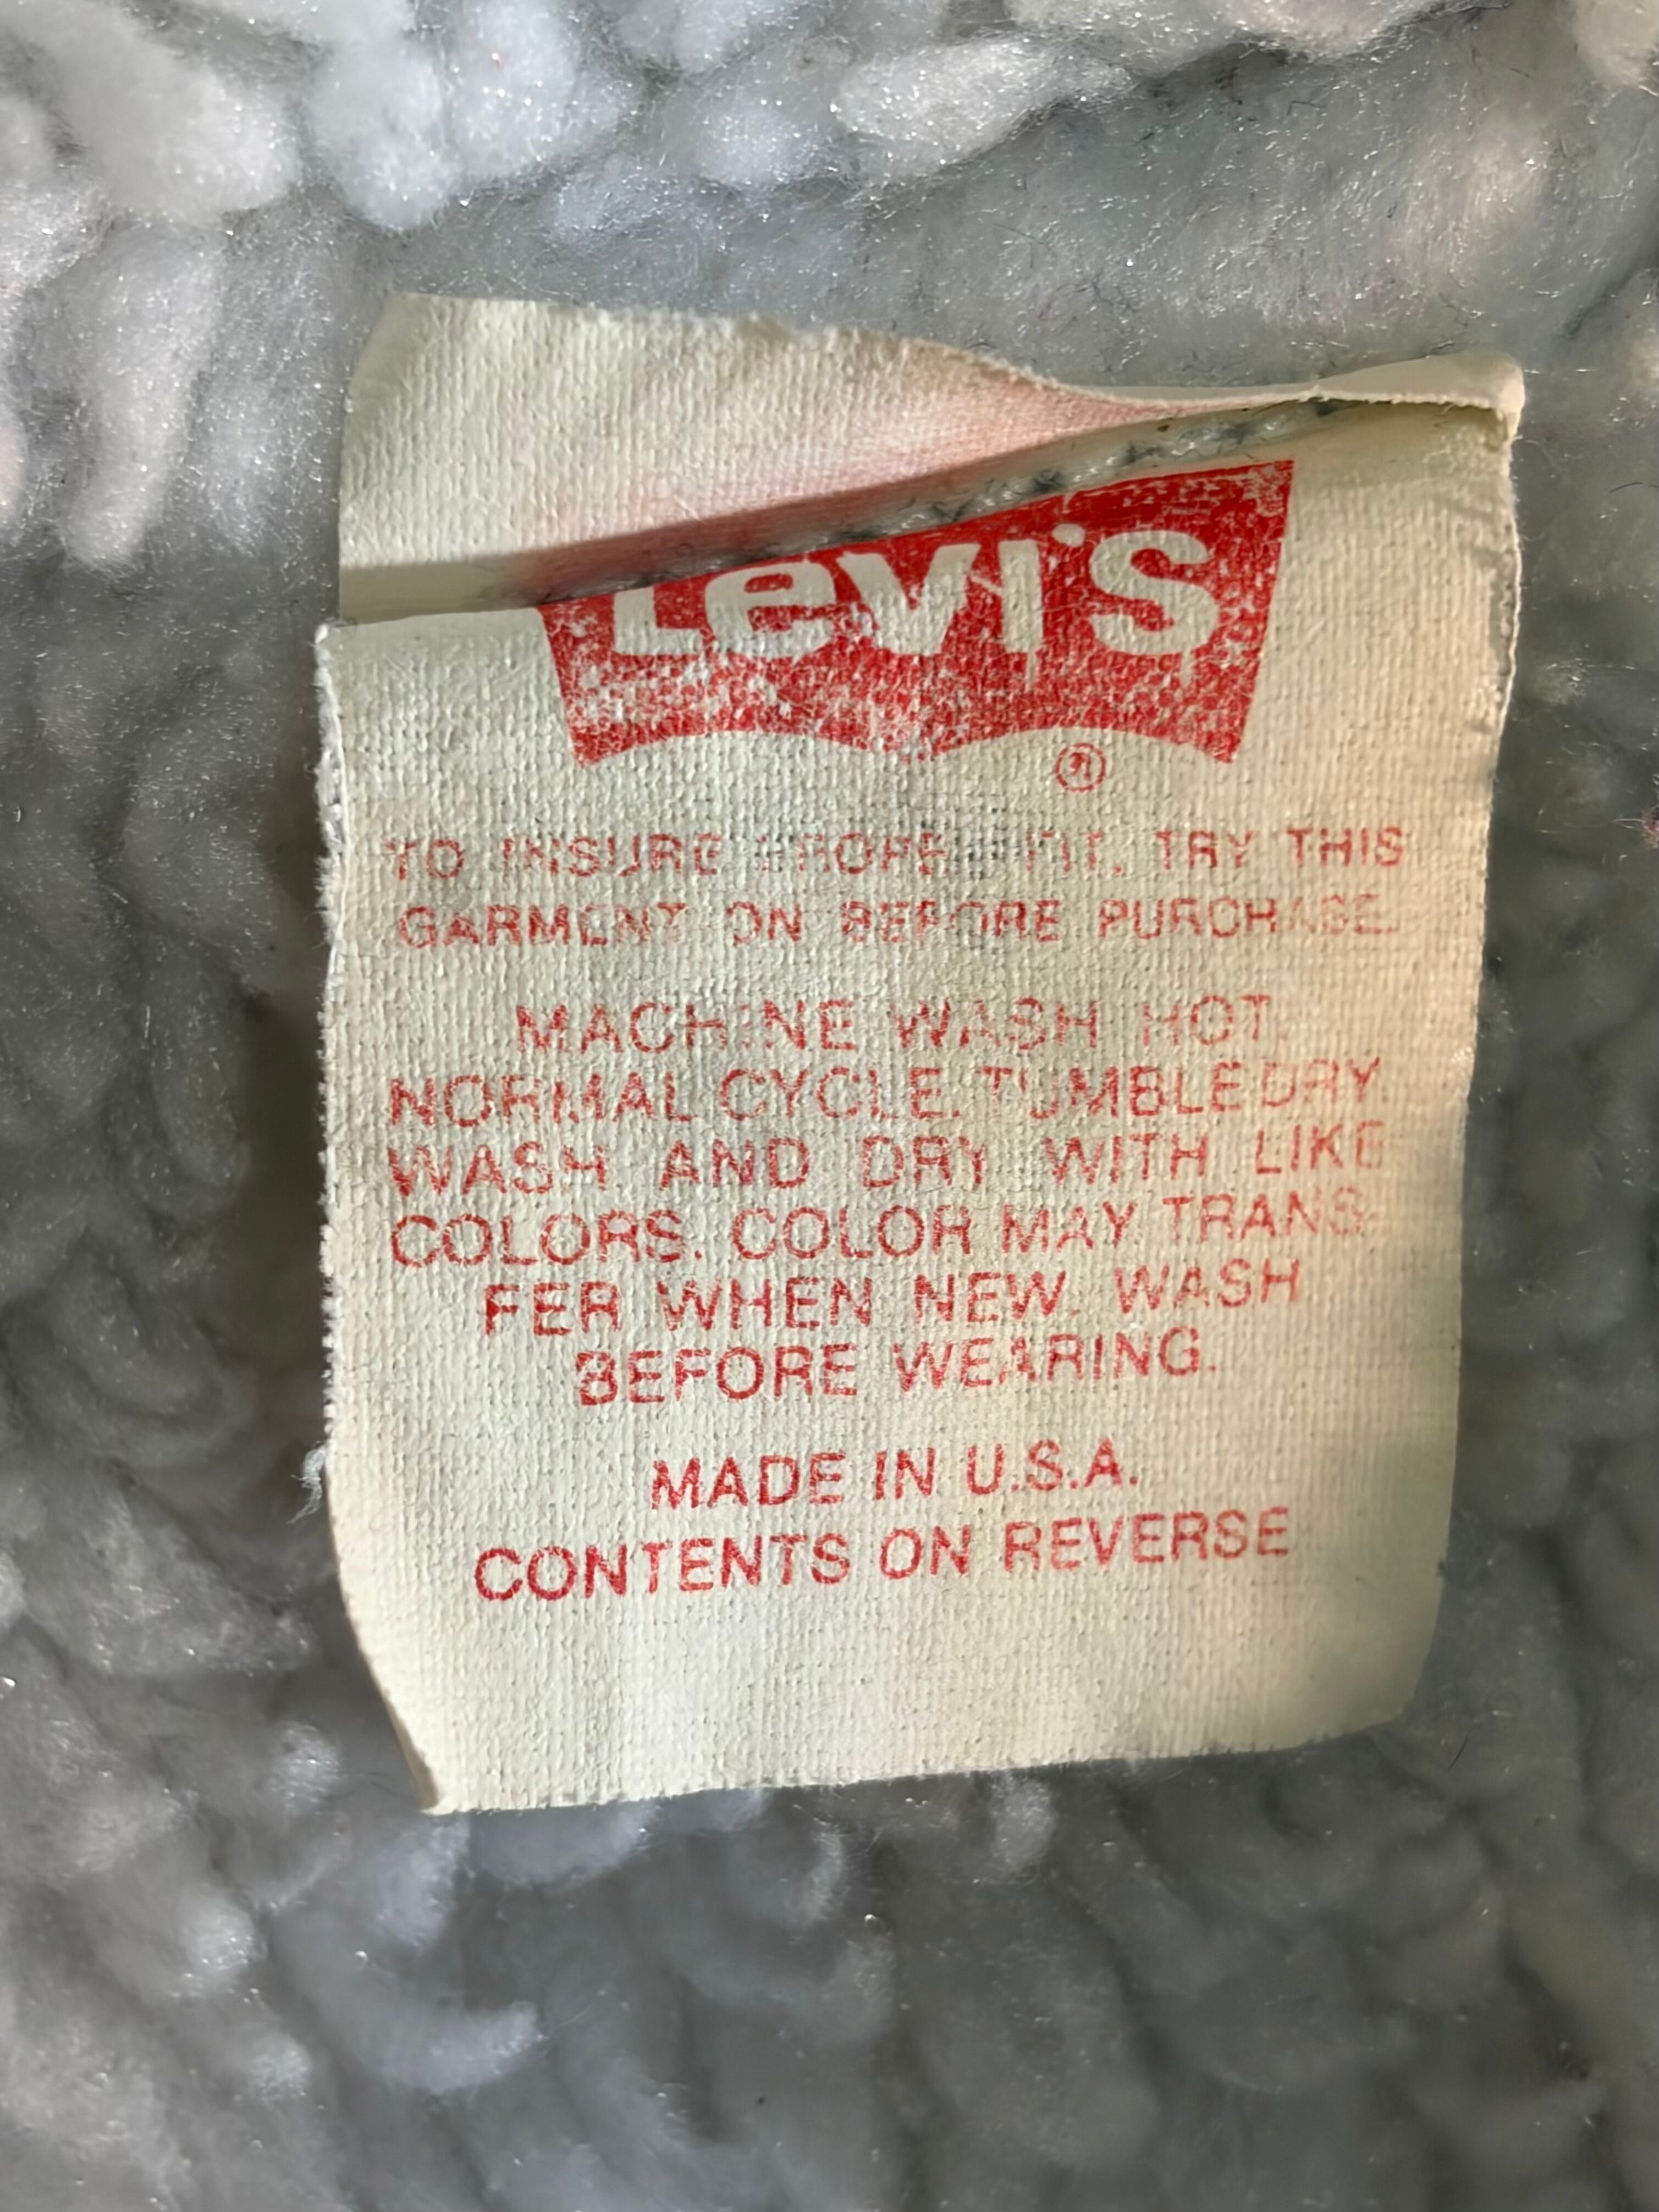 Levi's
®
TO INSURE PROPER FIT, TRY THIS
GARMENT ON BEFORE PURCHASE.
MACHINE WASH HOT,
NORMAL CYCLE. TUMBLE DRY.
WASH AND DRY WITH LIKE
COLORS. COLOR MAY TRANS-
FER WHEN NEW. WASH
BEFORE WEARING.
MADE IN U.S.A.
CONTENTS ON REVERSE